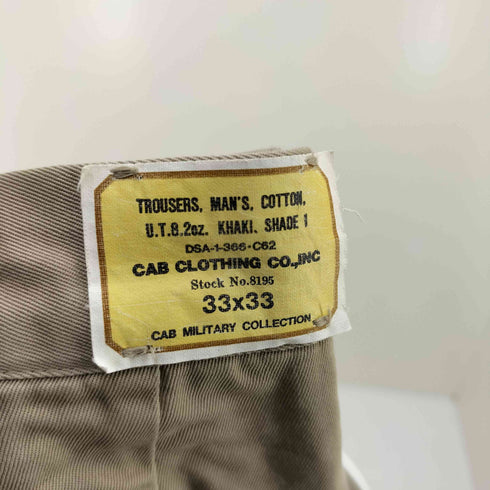 TROUSERS, MAN'S, COTTON,
U.T.8.2oz. KHAKI. SHADE 1
DSA-1-366-C62
CAB CLOTHING CO.,INC
Stock No.8195
33x33
CAB MILITARY COLLECTION